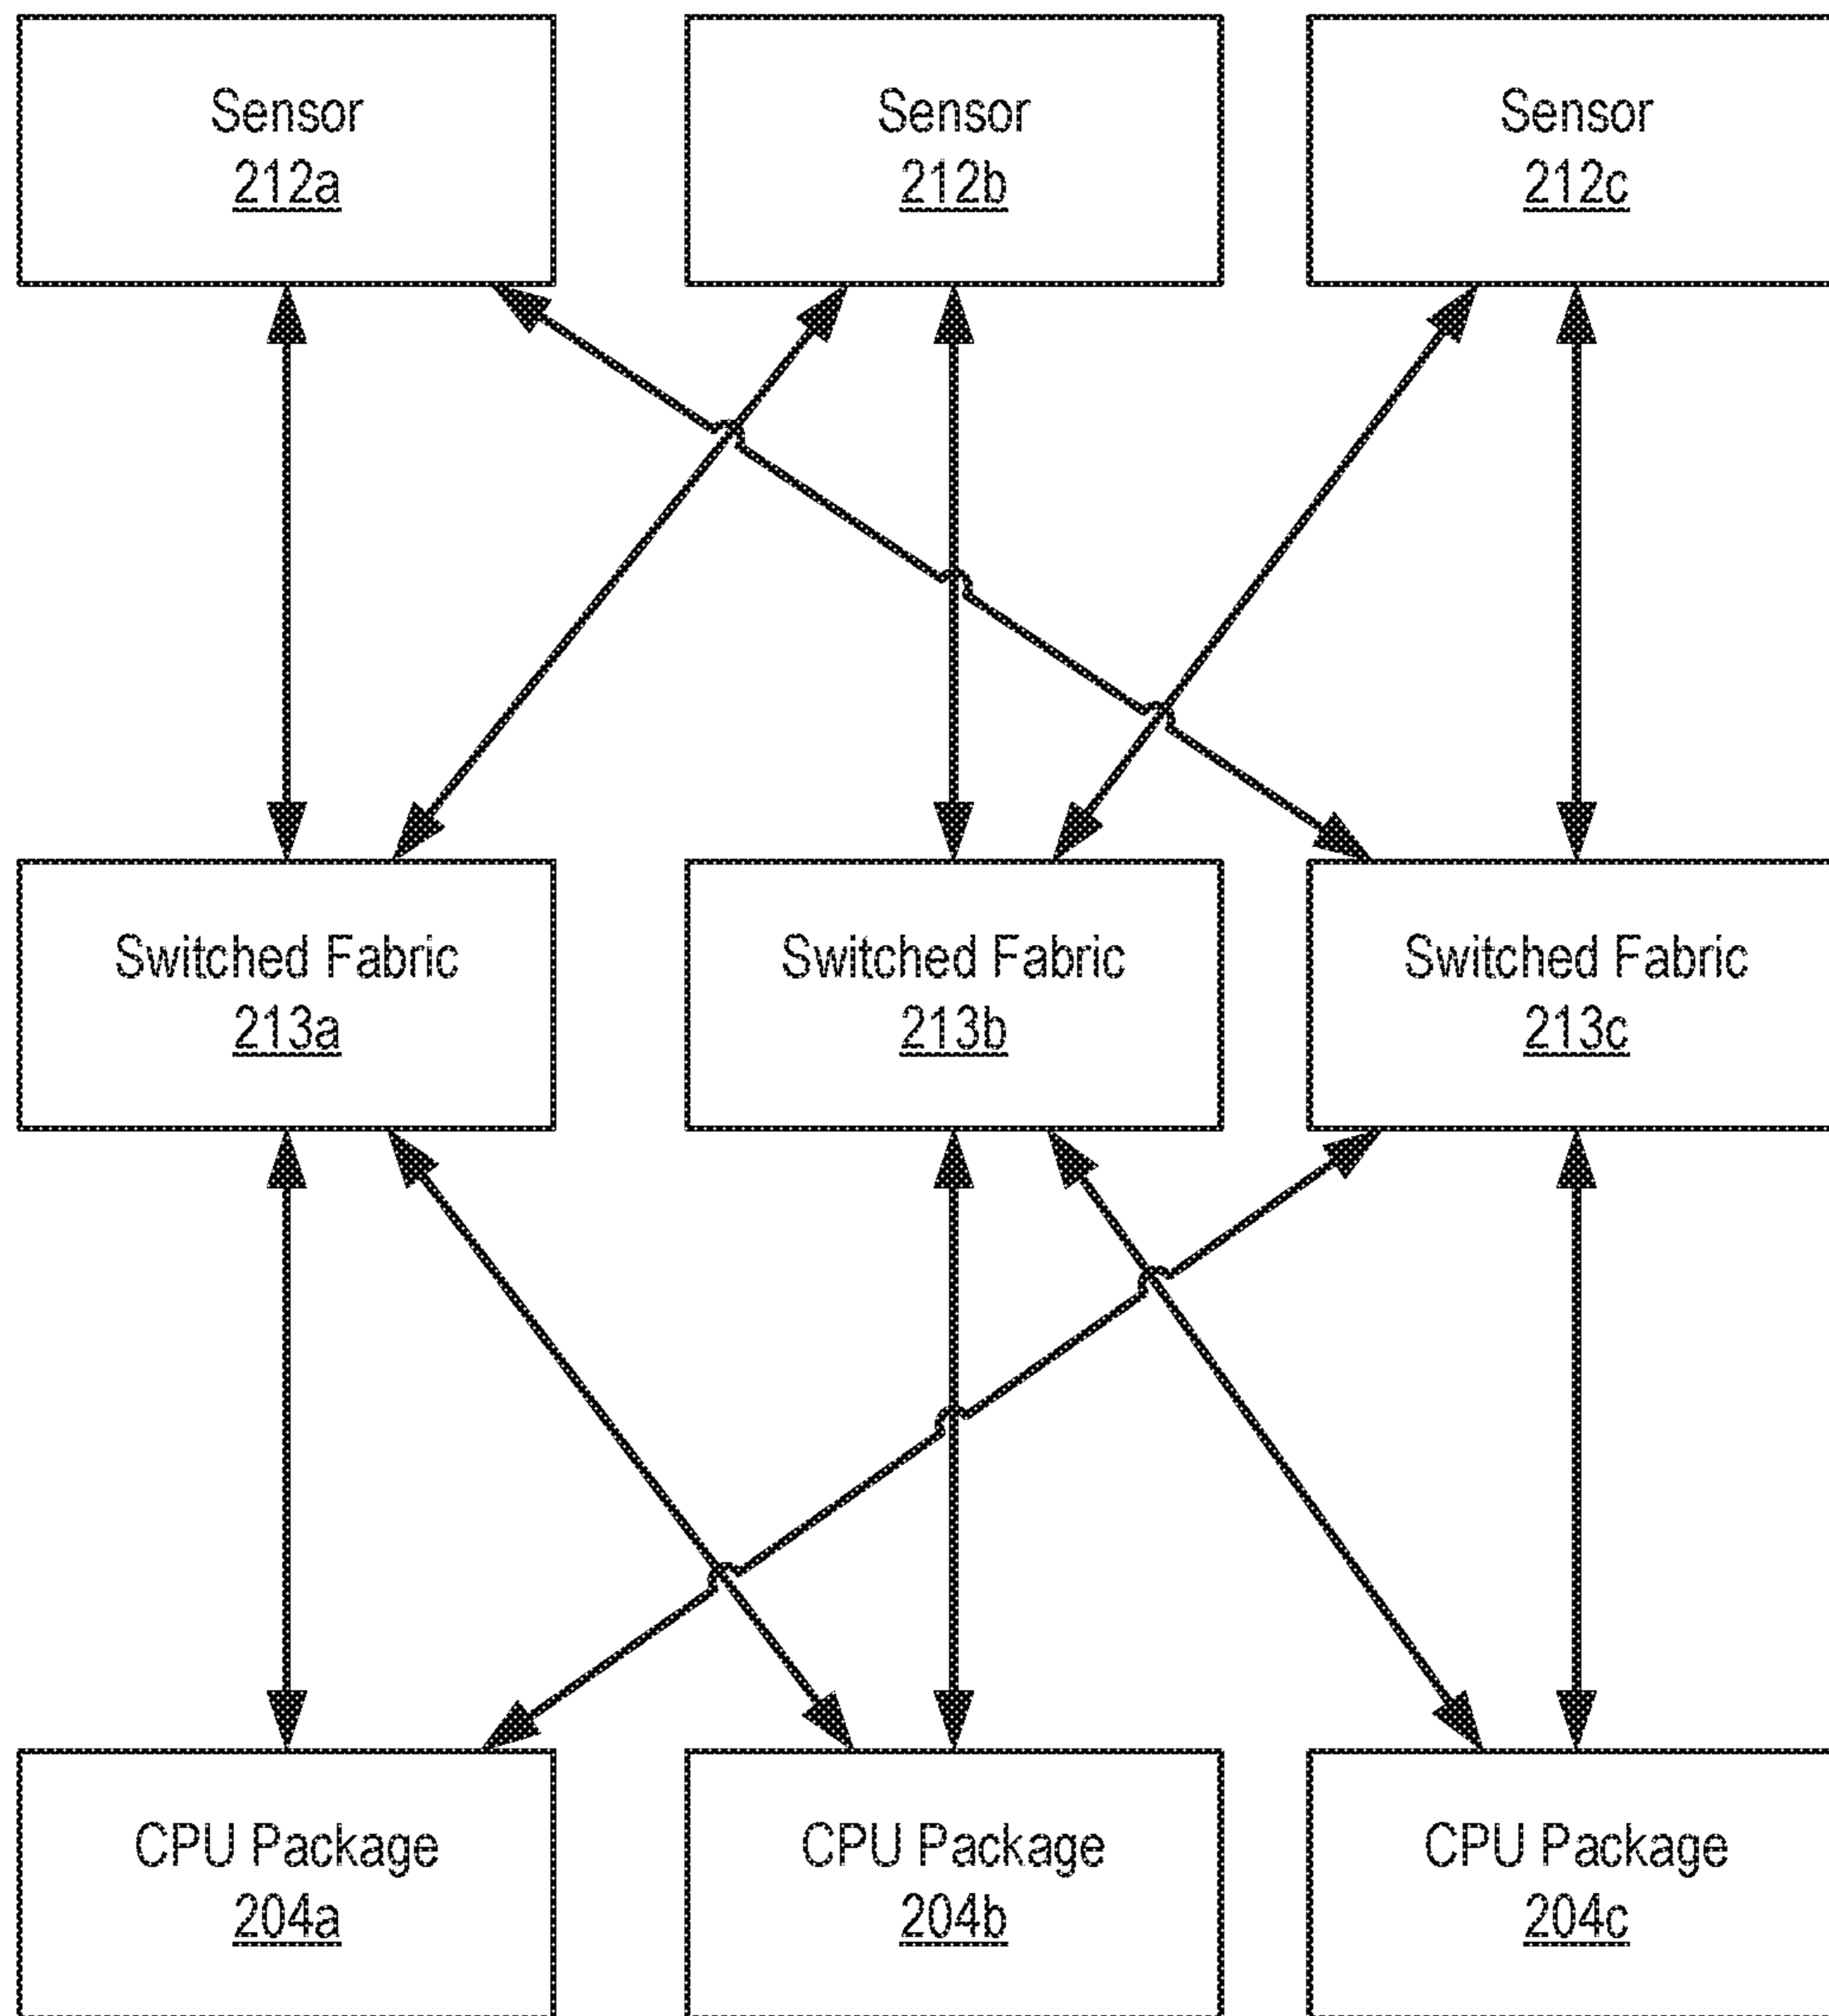 Sensor
212a
Sensor
212b
Sensor
212c
Switched Fabric
213a
Switched Fabric
213b
Switched Fabric
213c
CPU Package
204a
CPU Package
204b
CPU Package
204c